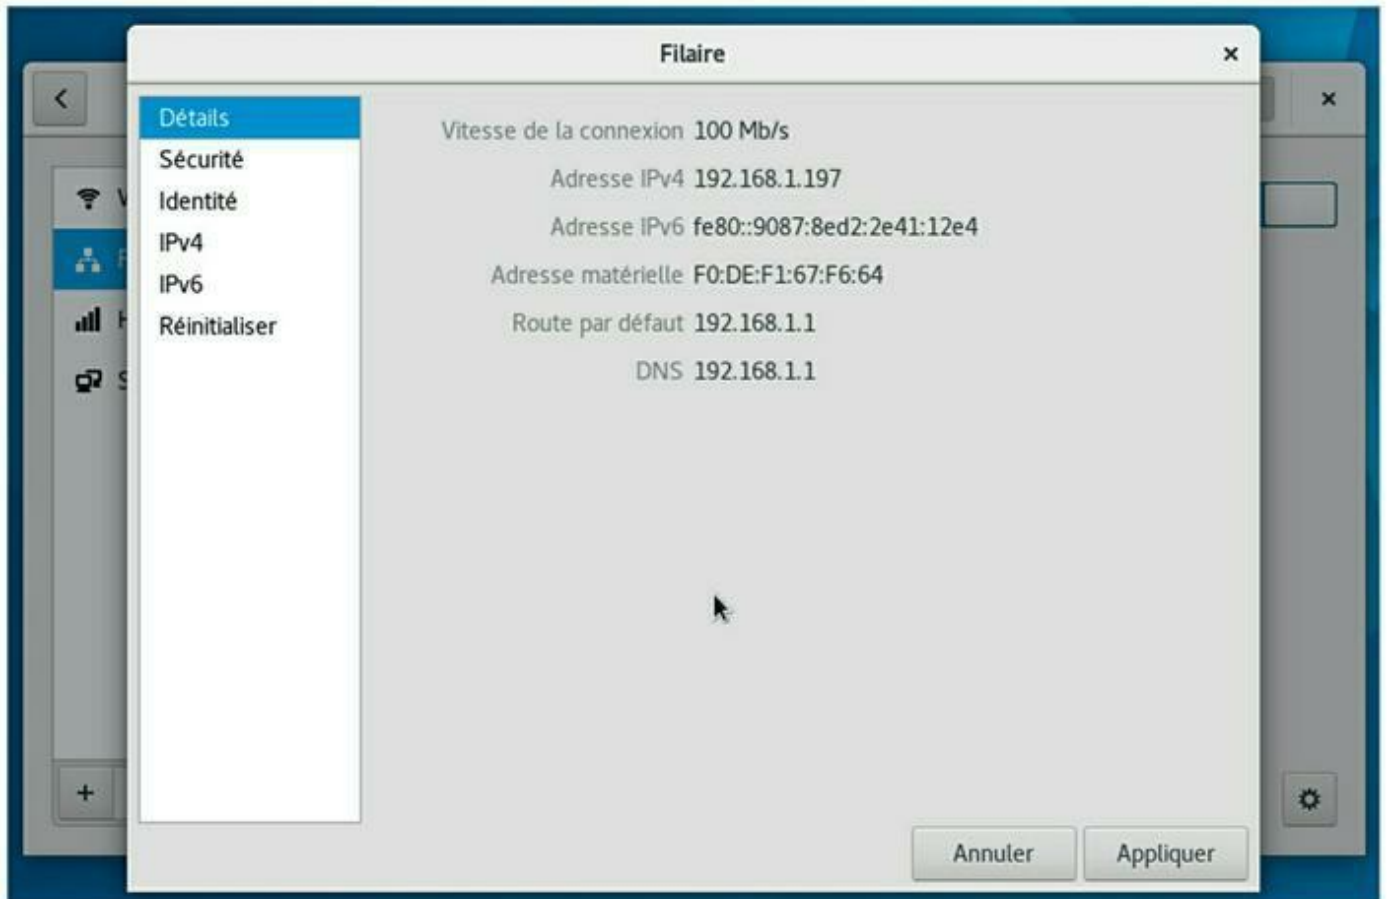 Filaire
Détails
Sécurité
Identité
IPv4
IPv6
Réinitialiser
Vitesse de la connexion 100 Mb/s
Adresse IPv4 192.168.1.197
Adresse IPv6 fe80::9087:8ed2:2e41:12e4
Adresse matérielle F0:DE:F1:67:F6:64
Route par défaut 192.168.1.1
DNS 192.168.1.1
Annuler Appliquer